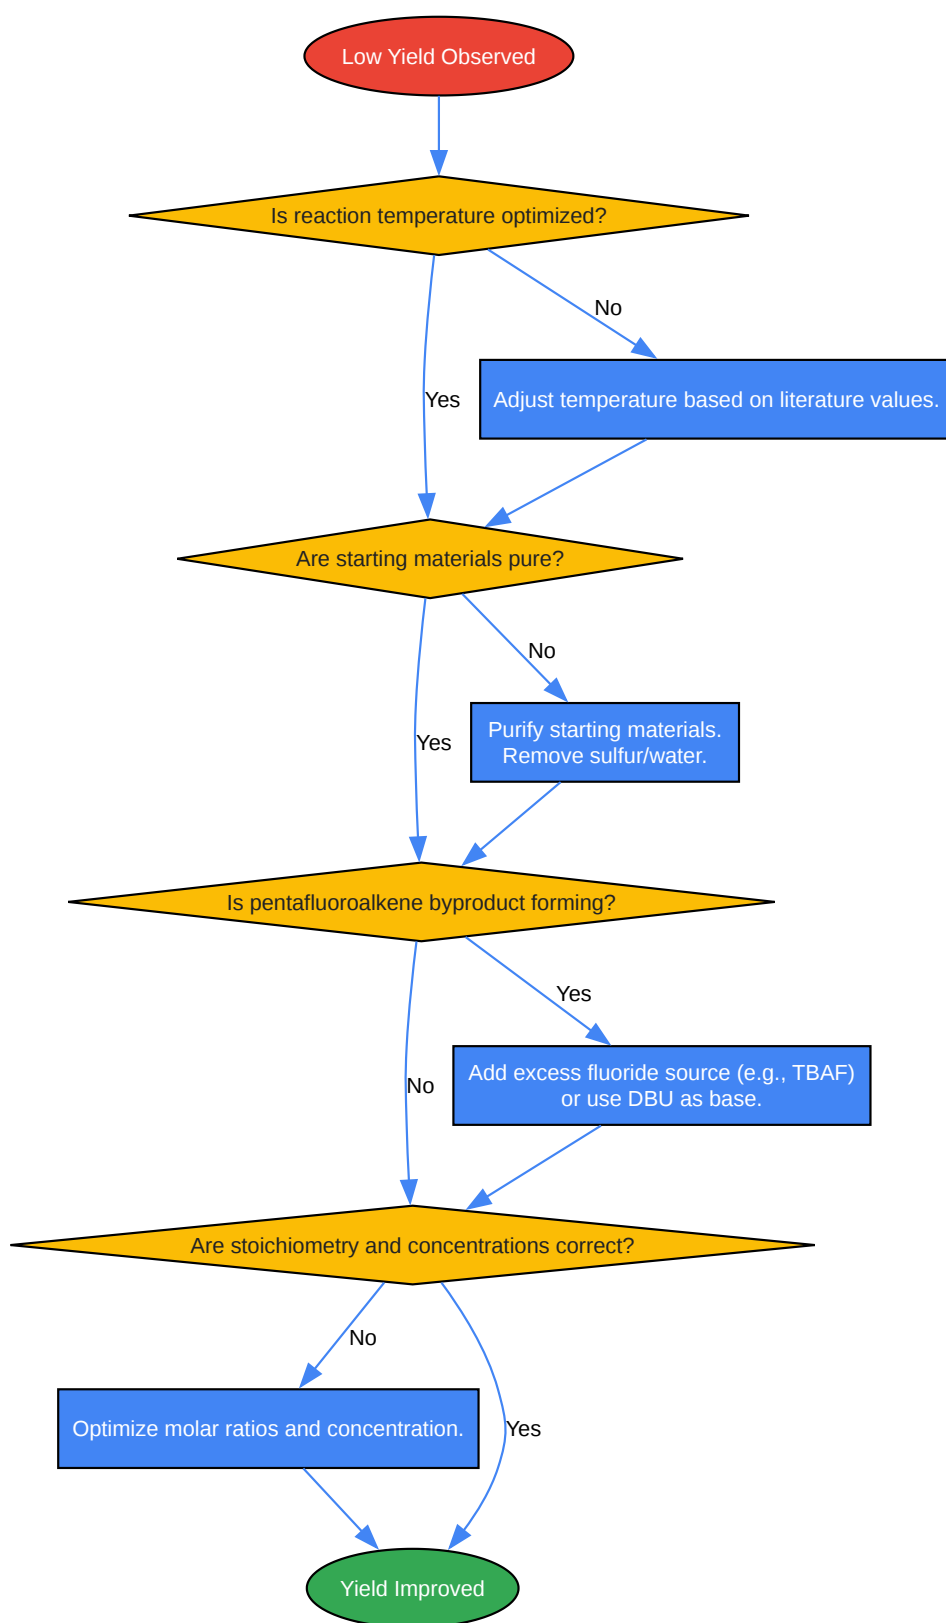 Low Yield Observed
Is reaction temperature optimized?
No
Yes
Adjust temperature based on literature values.
Are starting materials pure?
No
Yes
Purify starting materials.
Remove sulfur/water.
Is pentafluoroalkene byproduct forming?
Yes
No
Add excess fluoride source (e.g., TBAF)
or use DBU as base.
Are stoichiometry and concentrations correct?
No
Optimize molar ratios and concentration.
Yes
Yield Improved